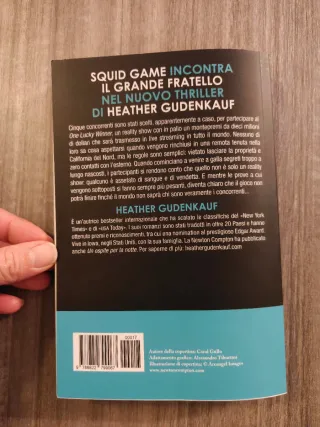 SQUID GAME INCONTRA
IL GRANDE FRATELLO
NEL NUOVO THRILLER
DI HEATHER GUDENKAUF
Cinque concorrenti sono stati scelti, apparentemente a caso, per partecipare al
One Lucky Winner, un reality show con in palio un montepremi da dieci milioni
di dollari che sarà trasmesso in live streaming in tutto il mondo. Nessuno di
loro sa cosa aspettarsi quando vengono rinchiusi in una remota tenuta nella
California del Nord, ma le regole sono semplici: vietato lasciare la proprietà e
zero contatti con l'esterno. Quando cominciano a venire a galla segreti troppo a
lungo nascosti, i partecipanti si rendono conto che quello non è solo un reality
show: qualcuno è assetato di sangue e di vendetta. E mentre le prove a cui
vengono sottoposti si fanno sempre più pesanti, diventa chiaro che il gioco non
potrà finire finché il mondo non saprà chi sono veramente i concorrenti...
HEATHER GUDENKAUF
È un'autrice bestseller internazionale che ha scalato le classifiche del «New York
Times» e di «USA Today». I suoi romanzi sono stati tradotti in oltre 20 Paesi e hanno
ottenuto premi e riconoscimenti, tra cui una nomination al prestigioso Edgar Award.
Vive in Iowa, negli Stati Uniti, con la sua famiglia. La Newton Compton ha pubblicato
anche Un ospite per la notte. Per saperne di più: heathergudenkauf.com
Autore della copertina: Coral Gallo
Illustrazione di copertina: © Arcangel Images
www.newtoncompton.com